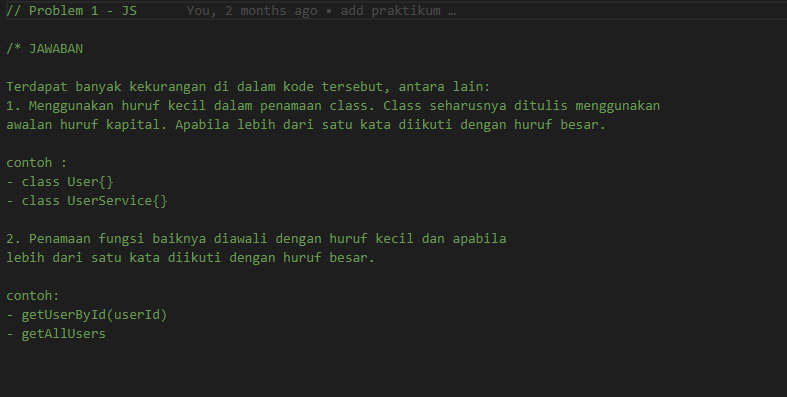 // Problem 1 - JS You, 2 months ago • add praktikum …
/* JAWABAN
Terdapat banyak kekurangan di dalam kode tersebut, antara lain:
1. Menggunakan huruf kecil dalam penamaan class. Class seharusnya ditulis menggunakan
awalan huruf kapital. Apabila lebih dari satu kata diikuti dengan huruf besar.
contoh :
- class User{}
- class UserService{}
2. Penamaan fungsi baiknya diawali dengan huruf kecil dan apabila
lebih dari satu kata diikuti dengan huruf besar.
contoh:
- getUserById(userId)
- getAllUsers